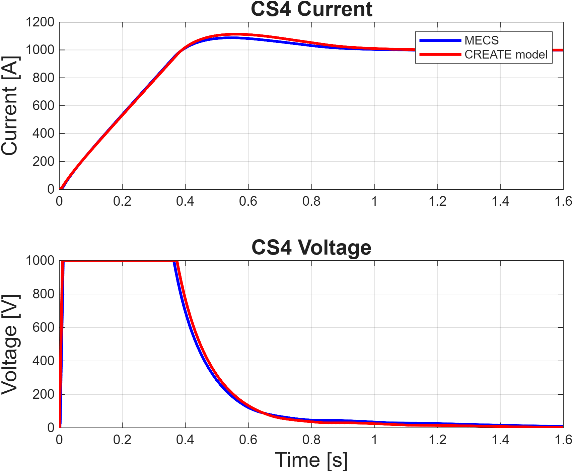 CS4 Current
1200
1000
800
600
400
200
0
Current [A]
MECS
CREATE model
0 0.2 0.4 0.6 0.8 1 1.2 1.4 1.6
CS4 Voltage
1000
800
600
400
200
0
Voltage [V]
0 0.2 0.4 0.6 0.8 1 1.2 1.4 1.6
Time [s]